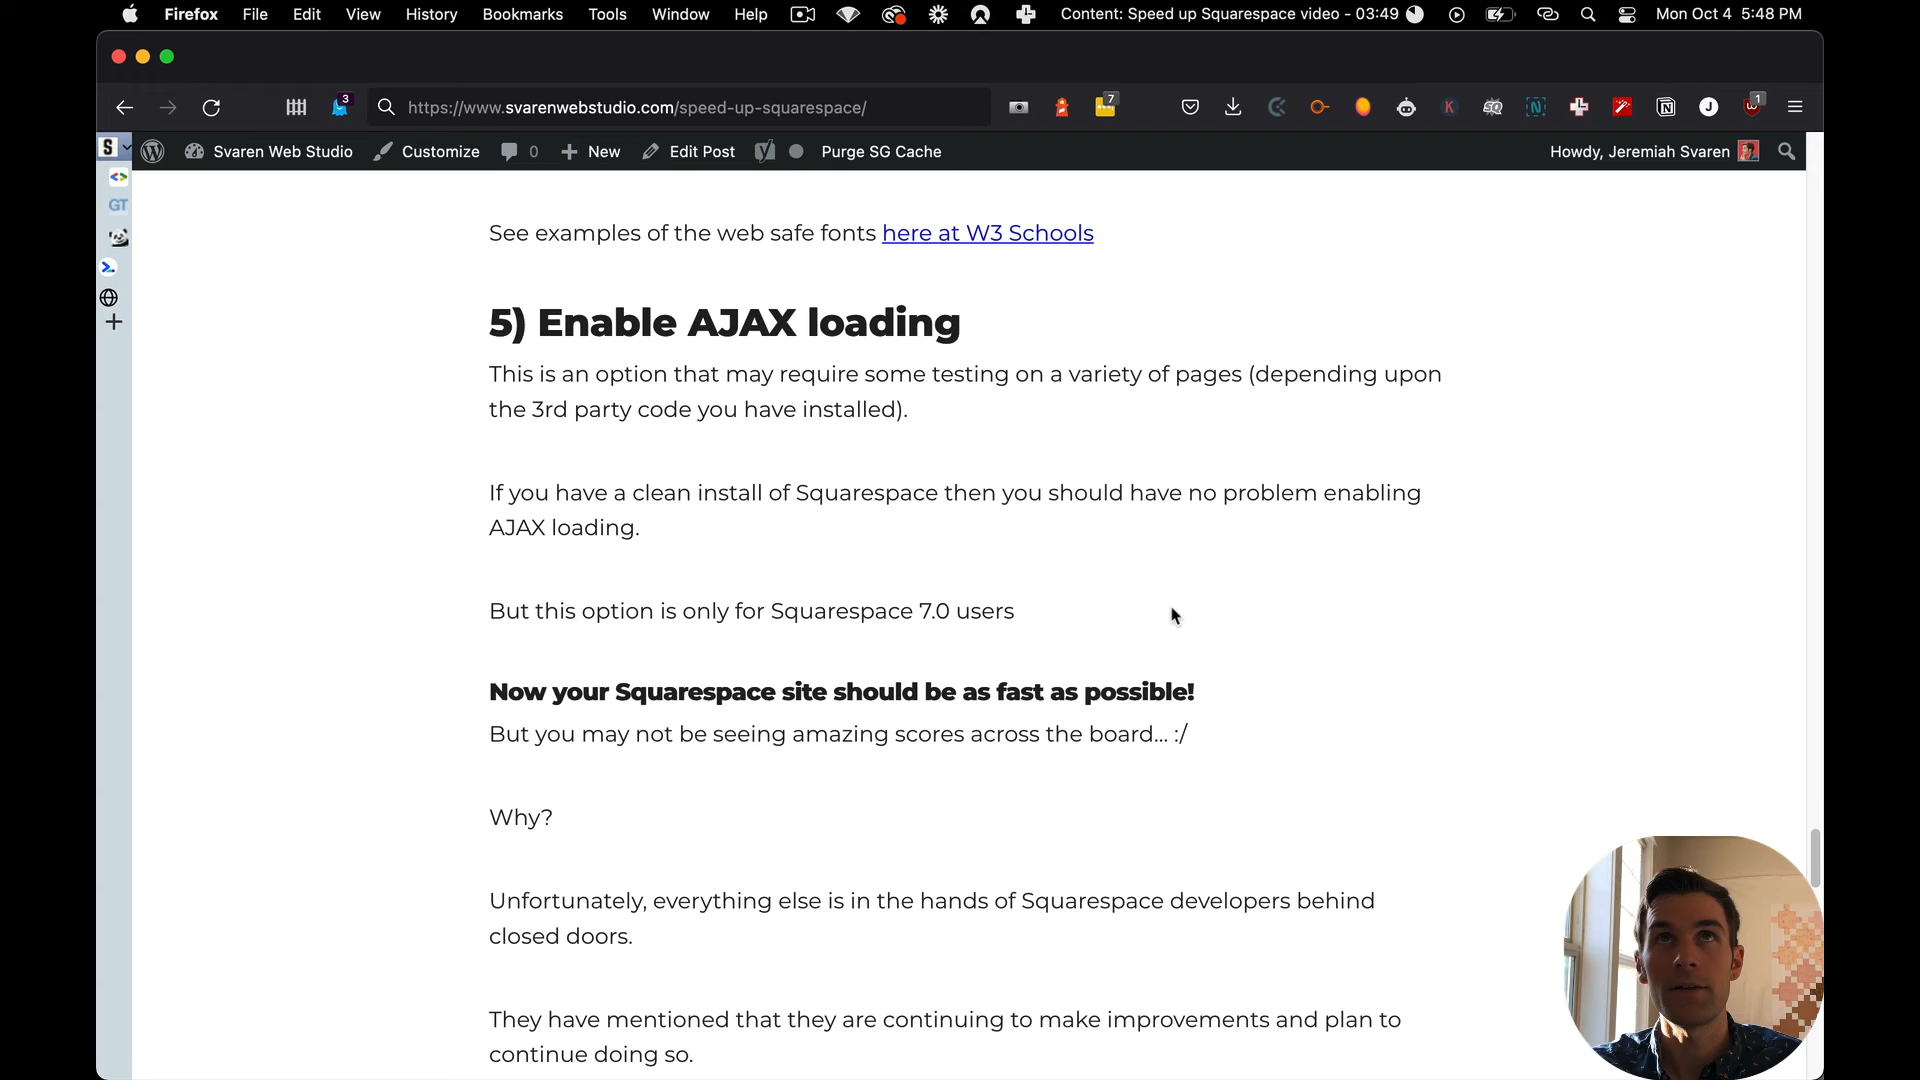 Firefox File Edit View History Bookmarks Tools Window Help Content: Speed up Squarespace video - 03:49 Mon Oct 4 5:48 PM
3 https://www.svarenwebstudio.com/speed-up-squarespace/ 7 K SQ N N J 1
S Svaren Web Studio Customize 0 New Edit Post Purge SG Cache Howdy, Jeremiah Svaren
GT
See examples of the web safe fonts here at W3 Schools
5) Enable AJAX loading
This is an option that may require some testing on a variety of pages (depending upon
the 3rd party code you have installed).
If you have a clean install of Squarespace then you should have no problem enabling
AJAX loading.
But this option is only for Squarespace 7.0 users
Now your Squarespace site should be as fast as possible!
But you may not be seeing amazing scores across the board... :/
Why?
Unfortunately, everything else is in the hands of Squarespace developers behind
closed doors.
They have mentioned that they are continuing to make improvements and plan to
continue doing so.